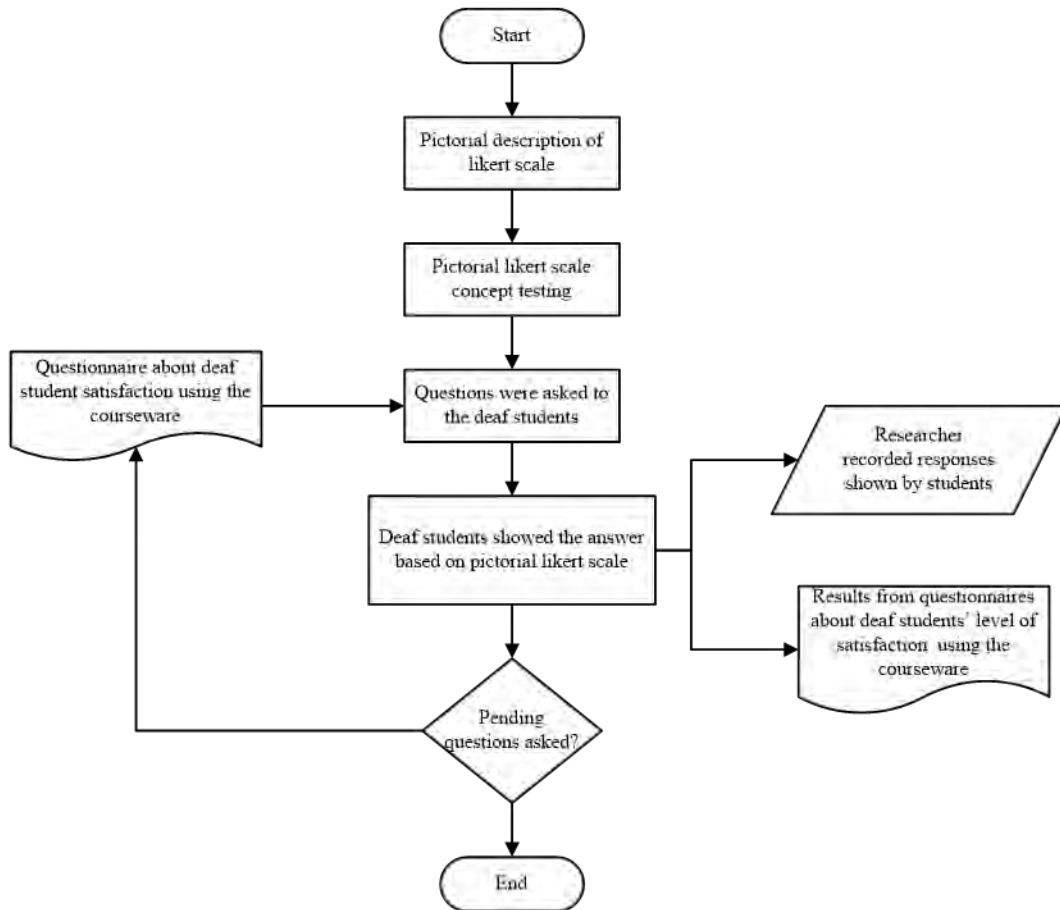 Start
Pictorial description of
likert scale
Pictorial likert scale
concept testing
Questionnaire about deaf
student satisfaction using the
courseware
Questions were asked to
the deaf students
Researcher
recorded responses
shown by students
Deaf students showed the answer
based on pictorial likert scale
Results from questionnaires
about deaf students’ level of
satisfaction using the
courseware
Pending
questions asked?
End